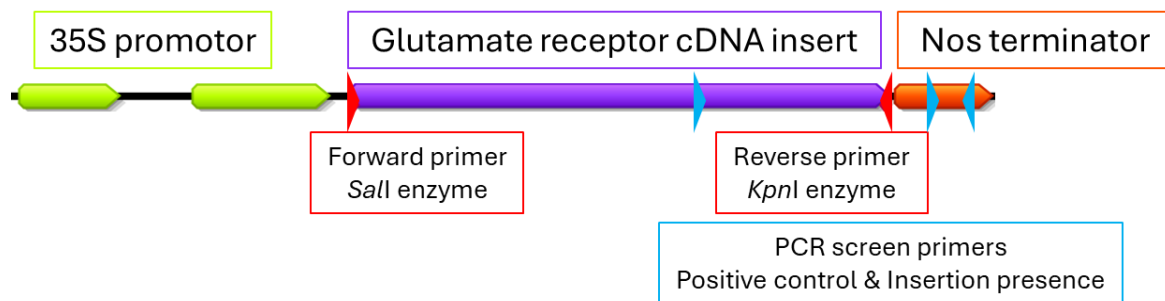 35S promotor
Glutamate receptor cDNA insert
Nos terminator
Forward primer
SalI enzyme
Reverse primer
KpnI enzyme
PCR screen primers
Positive control & Insertion presence